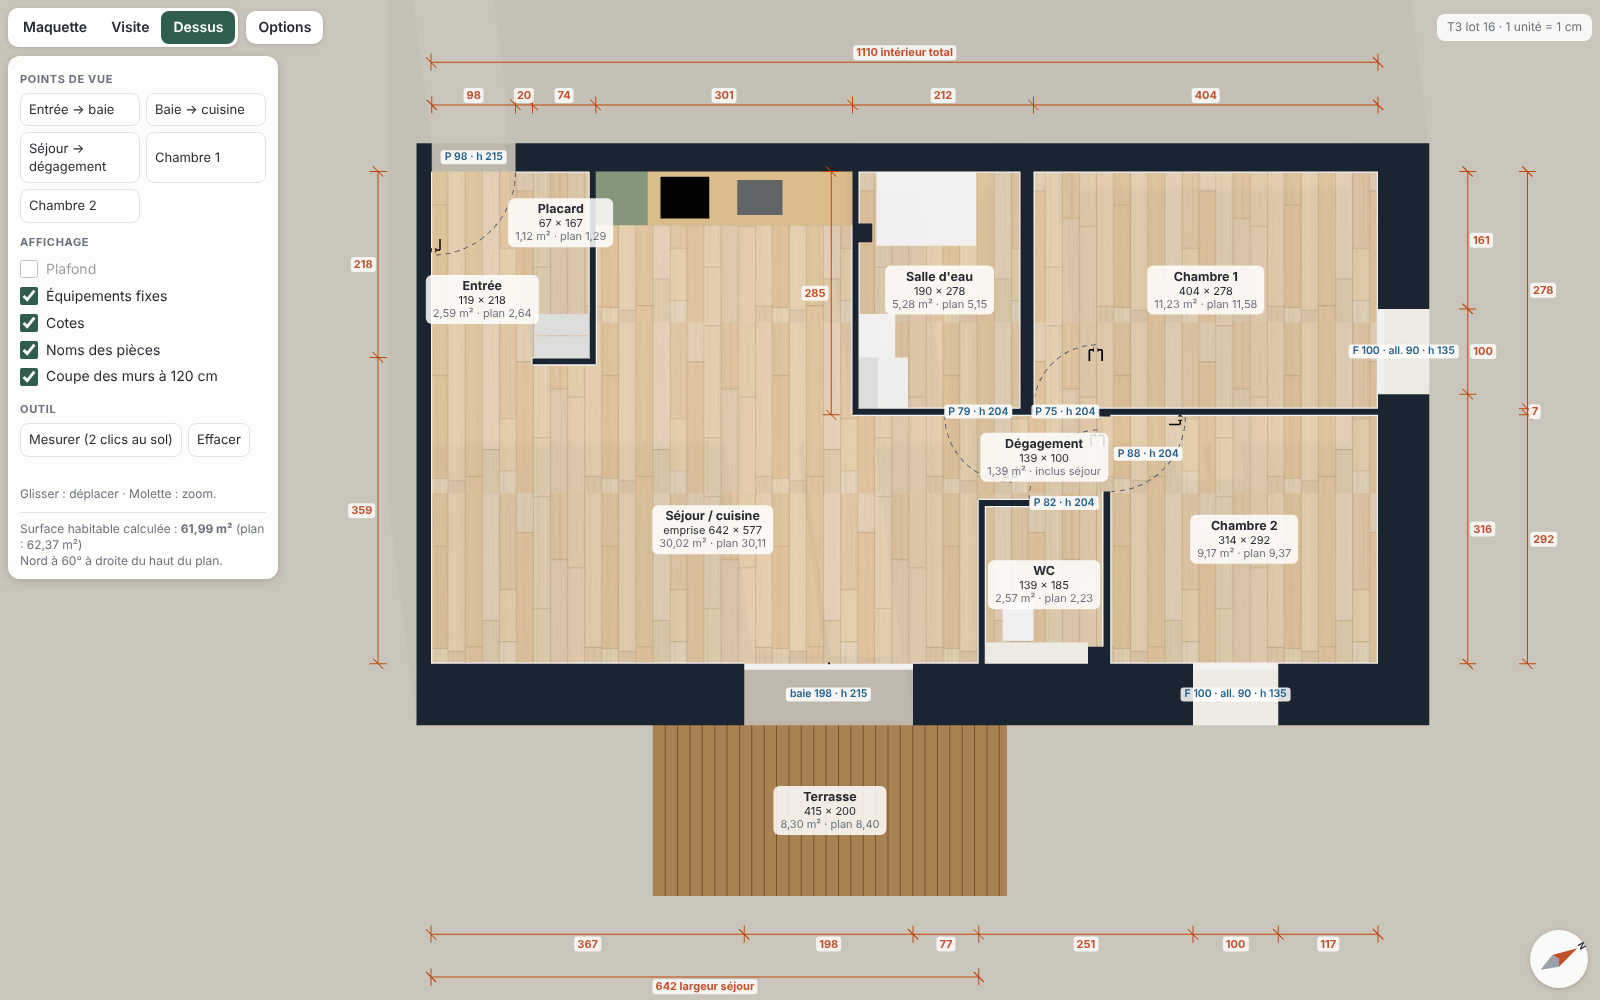 Maquette
Visite
Dessus
Options
T3 lot 16 · 1 unité = 1 cm
POINTS DE VUE
Entrée → baie
Baie → cuisine
Séjour →
dégagement
Chambre 1
Chambre 2
AFFICHAGE
Plafond
Équipements fixes
Cotes
Noms des pièces
Coupe des murs à 120 cm
OUTIL
Mesurer (2 clics au sol)
Effacer
Glisser : déplacer · Molette : zoom.
Surface habitable calculée : 61,99 m² (plan
: 62,37 m²)
Nord à 60° à droite du haut du plan.
1110 intérieur total
98
20
74
301
212
404
P 98 · h 215
Placard
67 × 167
1,12 m² · plan 1,29
218
Entrée
119 × 218
2,59 m² · plan 2,64
285
Salle d'eau
190 × 278
5,28 m² · plan 5,15
Chambre 1
404 × 278
11,23 m² · plan 11,58
161
278
F 100 · all. 90 · h 135
100
P 79 · h 204
P 75 · h 204
7
Dégagement
139 × 100
1,39 m² · inclus séjour
P 88 · h 204
P 82 · h 204
359
Séjour / cuisine
emprise 642 × 577
30,02 m² · plan 30,11
Chambre 2
314 × 292
9,17 m² · plan 9,37
316
292
WC
139 × 185
2,57 m² · plan 2,23
baie 198 · h 215
F 100 · all. 90 · h 135
Terrasse
415 × 200
8,30 m² · plan 8,40
367
198
77
251
100
117
642 largeur séjour
N